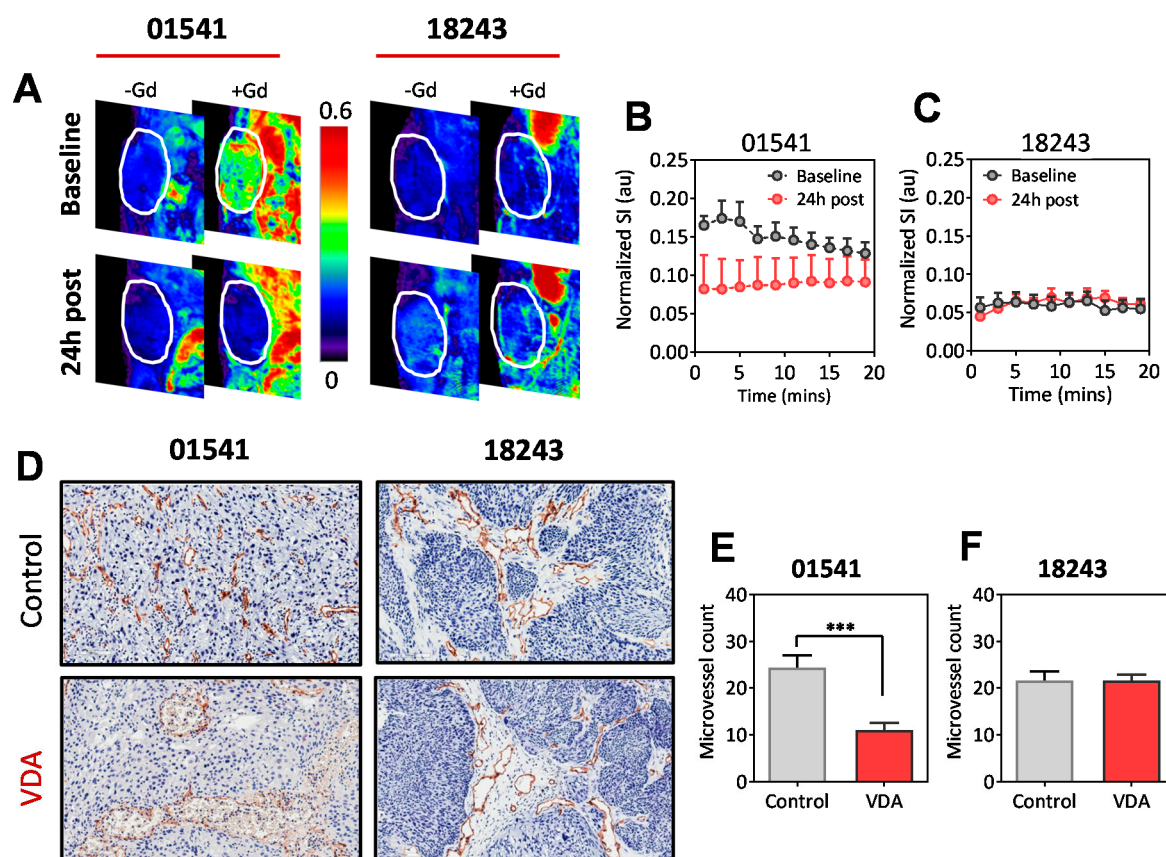 01541 18243
A
-Gd +Gd -Gd +Gd
0.6
0
Baseline
24h post
B
01541
Normalized SI (au)
0.25
0.20
0.15
0.10
0.05
0.00
Baseline
24h post
0 5 10 15 20
Time (mins)
C
18243
Normalized SI (au)
0.25
0.20
0.15
0.10
0.05
0.00
Baseline
24h post
0 5 10 15 20
Time (mins)
D
01541 18243
Control
VDA
E
01541
Microvessel count
40
30
20
10
0
***
Control VDA
F
18243
Microvessel count
40
30
20
10
0
Control VDA